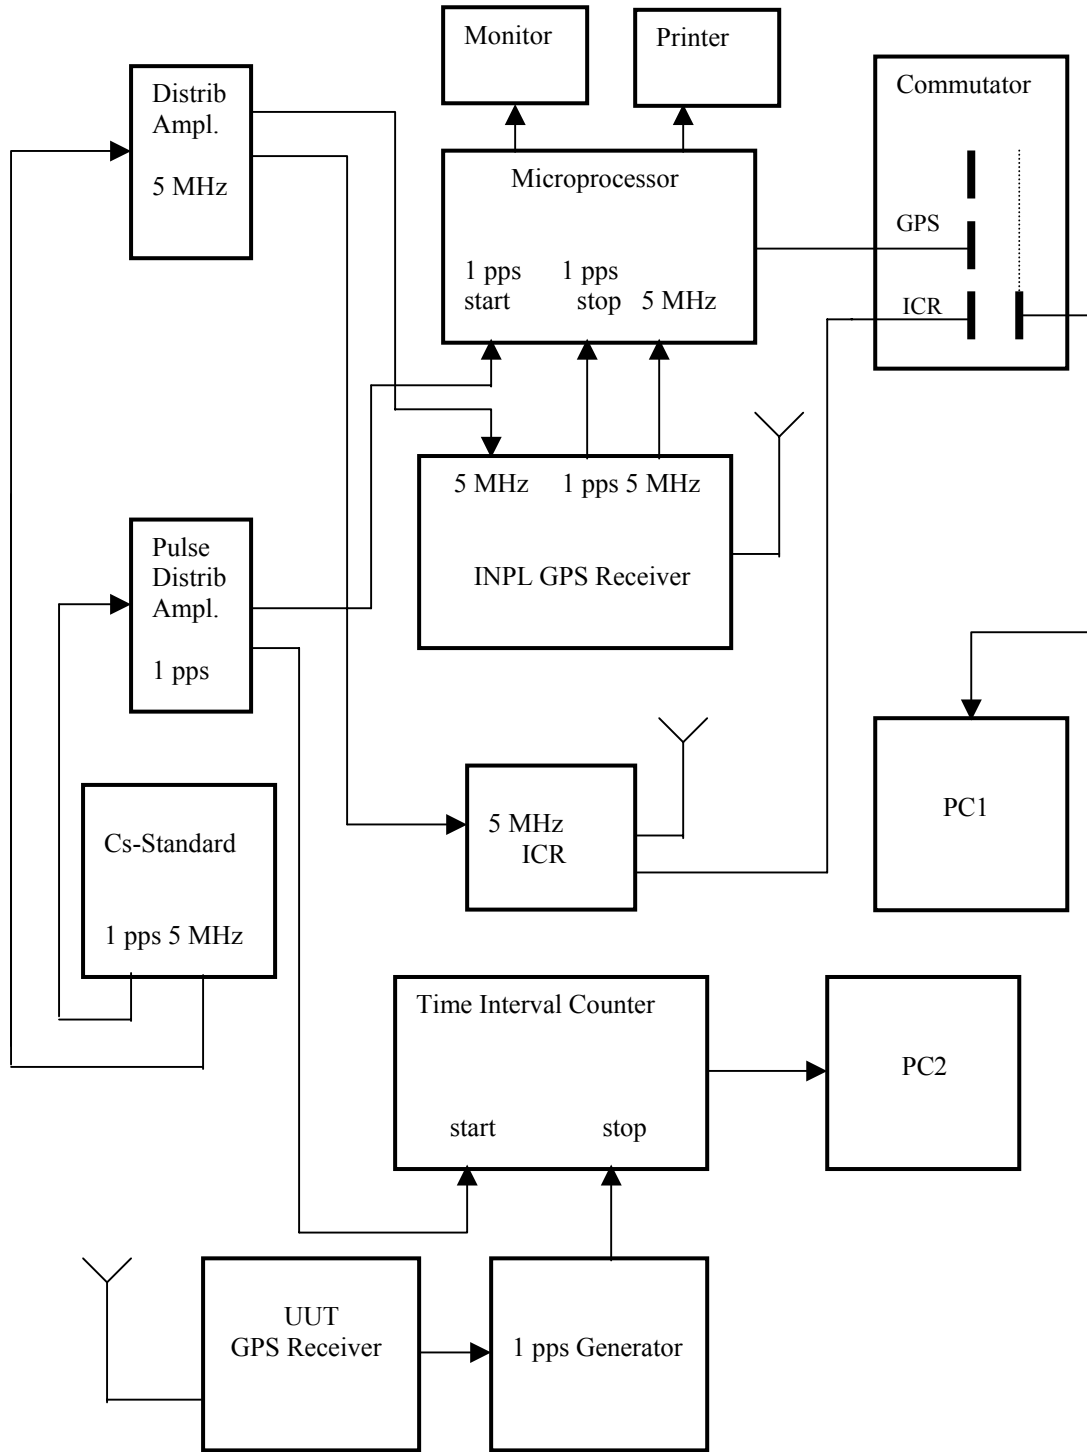 Monitor
Printer
Distrib
Ampl.
5 MHz
Commutator
Microprocessor
1 pps
start
1 pps
stop
5 MHz
GPS
ICR
5 MHz
1 pps 5 MHz
INPL GPS Receiver
Pulse
Distrib
Ampl.
1 pps
Cs-Standard
1 pps 5 MHz
5 MHz
ICR
PC1
Time Interval Counter
start
stop
PC2
UUT
GPS Receiver
1 pps Generator